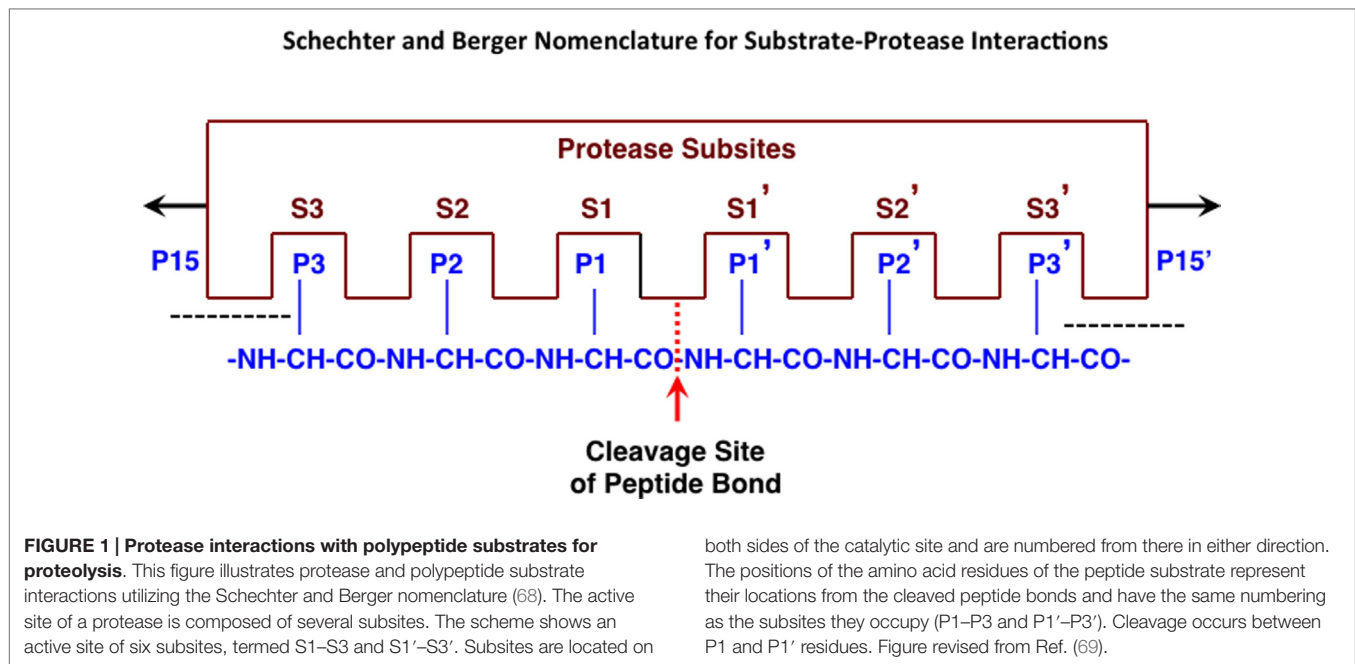 Schechter and Berger Nomenclature for Substrate-Protease Interactions
Protease Subsites
S3 S2 S1 S1’ S2’ S3’
P15 P3 P2 P1 P1’ P2’ P3’ P15'
-NH-CH-CO-NH-CH-CO-NH-CH-CO-NH-CH-CO-NH-CH-CO-NH-CH-CO-
Cleavage Site
of Peptide Bond
FIGURE 1 | Protease interactions with polypeptide substrates for
proteolysis. This figure illustrates protease and polypeptide substrate
interactions utilizing the Schechter and Berger nomenclature (68). The active
site of a protease is composed of several subsites. The scheme shows an
active site of six subsites, termed S1–S3 and S1′–S3′. Subsites are located on
both sides of the catalytic site and are numbered from there in either direction.
The positions of the amino acid residues of the peptide substrate represent
their locations from the cleaved peptide bonds and have the same numbering
as the subsites they occupy (P1–P3 and P1′–P3′). Cleavage occurs between
P1 and P1′ residues. Figure revised from Ref. (69).